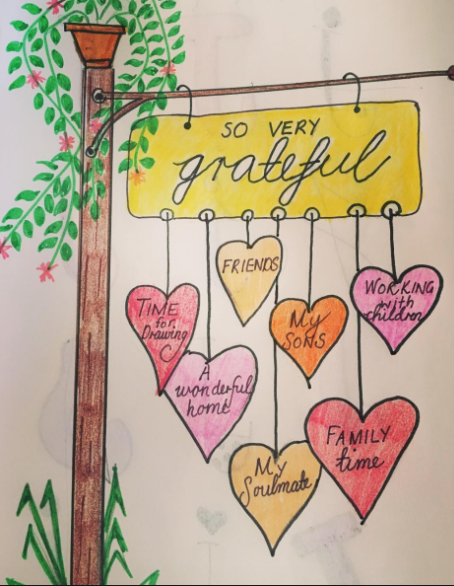 SO VERY
grateful
FRIENDS
TIME
for
Drawing
My
SONS
WORKING
with
children
A
wonderful
home
My
Soulmate
FAMILY
time